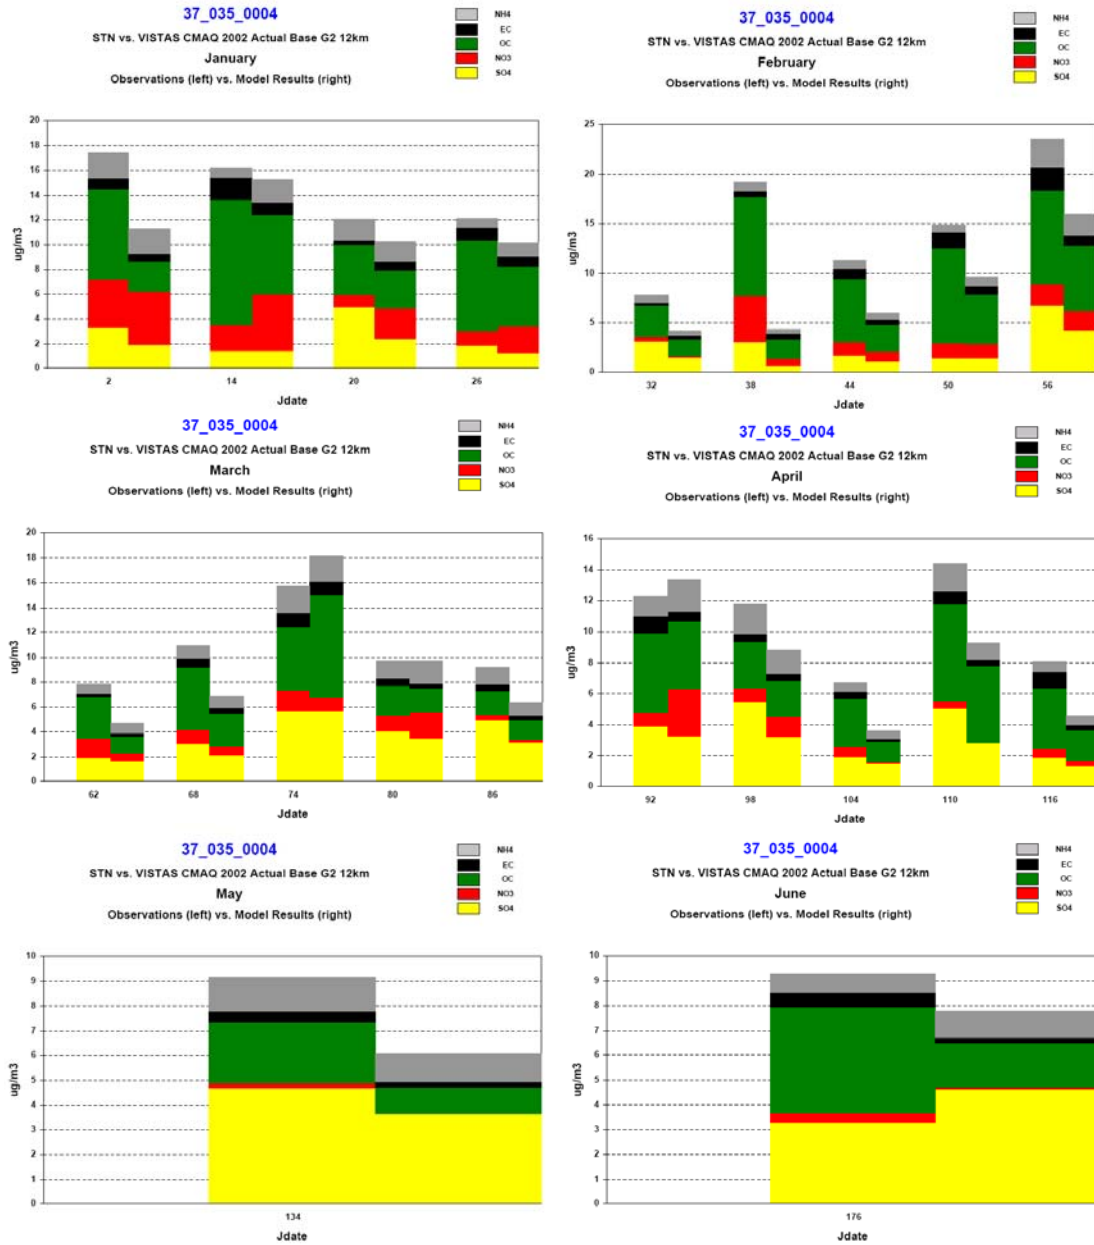 37_035_0004
STN vs. VISTAS CMAQ 2002 Actual Base G2 12km
January
Observations (left) vs. Model Results (right)
NH4
EC
OC
NO3
SO4
ug/m3
20
18
16
14
12
10
8
6
4
2
0
2 14 20 26
Jdate
37_035_0004
STN vs. VISTAS CMAQ 2002 Actual Base G2 12km
February
Observations (left) vs. Model Results (right)
NH4
EC
OC
NO3
SO4
ug/m3
25
20
15
10
5
0
32 38 44 50 56
Jdate
37_035_0004
STN vs. VISTAS CMAQ 2002 Actual Base G2 12km
March
Observations (left) vs. Model Results (right)
NH4
EC
OC
NO3
SO4
ug/m3
20
18
16
14
12
10
8
6
4
2
0
62 68 74 80 86
Jdate
37_035_0004
STN vs. VISTAS CMAQ 2002 Actual Base G2 12km
April
Observations (left) vs. Model Results (right)
NH4
EC
OC
NO3
SO4
ug/m3
16
14
12
10
8
6
4
2
0
92 98 104 110 116
Jdate
37_035_0004
STN vs. VISTAS CMAQ 2002 Actual Base G2 12km
May
Observations (left) vs. Model Results (right)
NH4
EC
OC
NO3
SO4
ug/m3
10
9
8
7
6
5
4
3
2
1
0
134
Jdate
37_035_0004
STN vs. VISTAS CMAQ 2002 Actual Base G2 12km
June
Observations (left) vs. Model Results (right)
NH4
EC
OC
NO3
SO4
ug/m3
10
9
8
7
6
5
4
3
2
1
0
176
Jdate